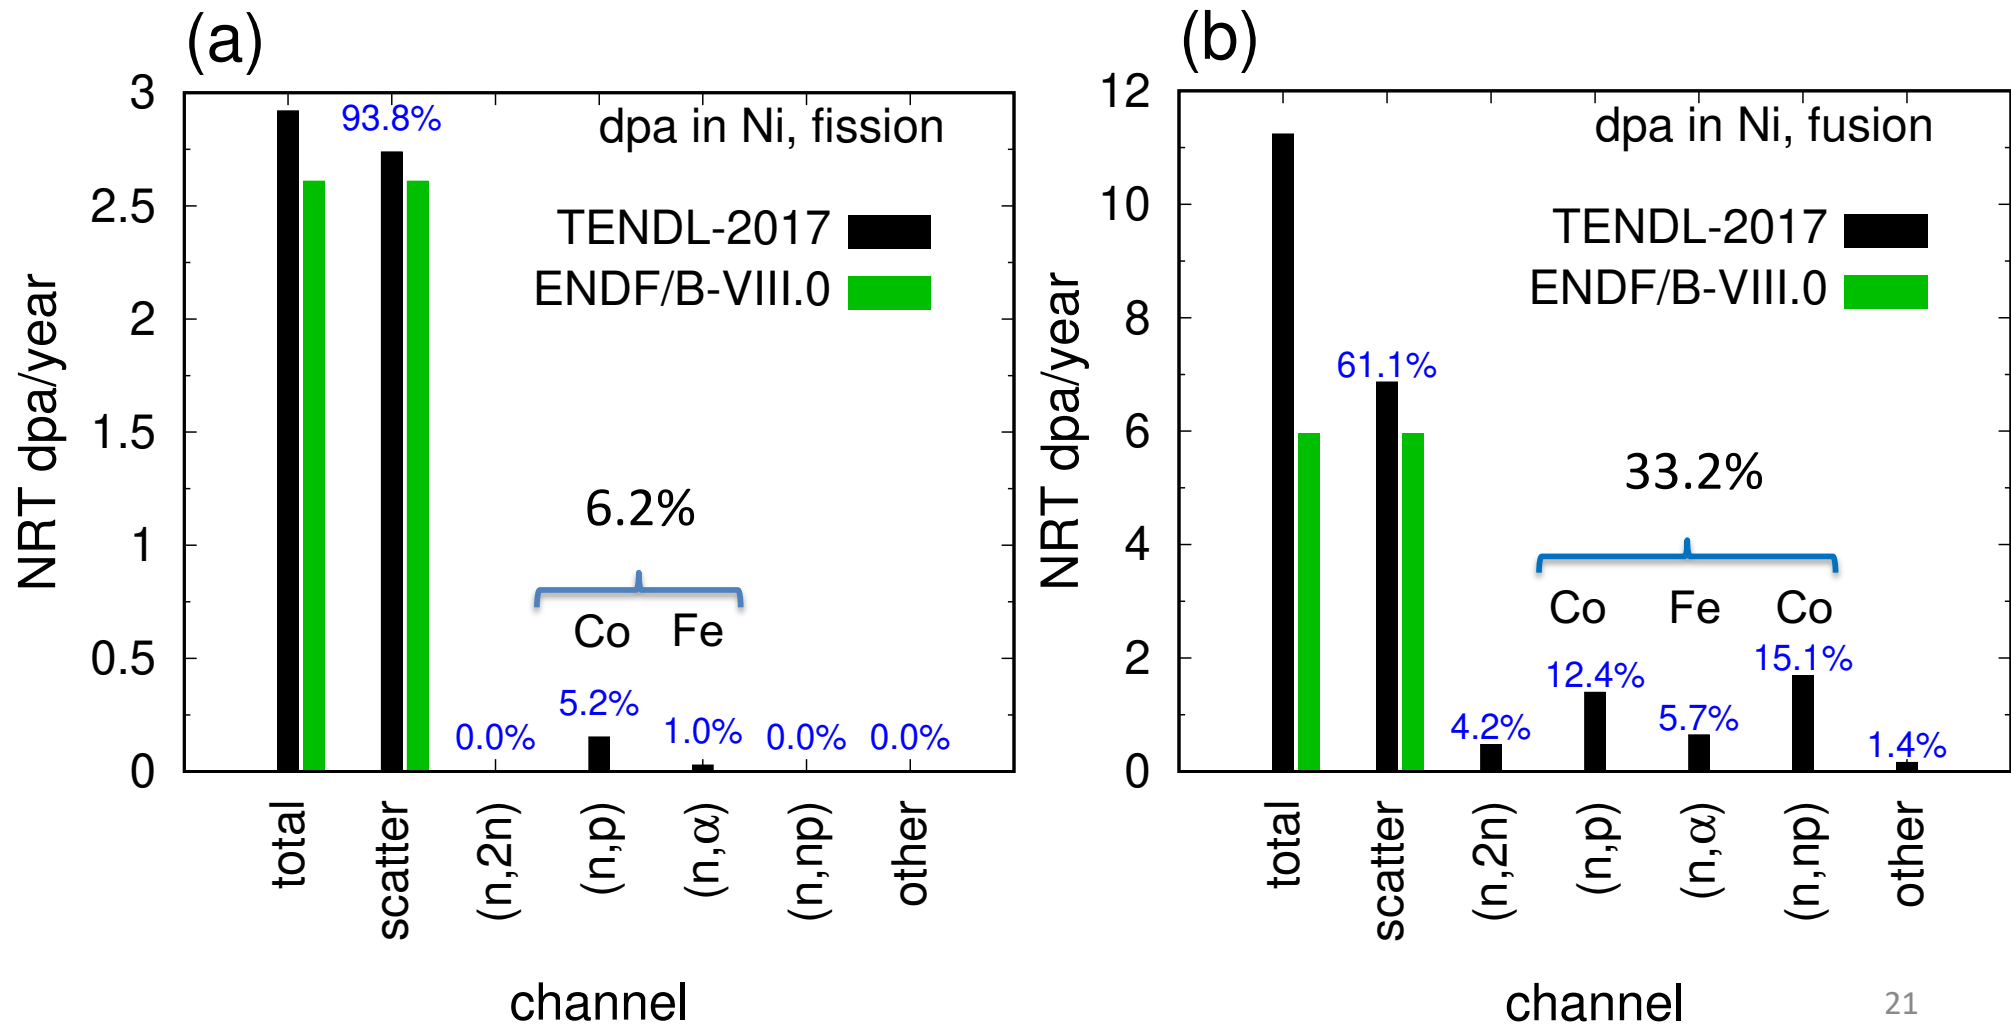 (a)
dpa in Ni, fission
TENDL-2017
ENDF/B-VIII.0
NRT dpa/year
3
2.5
2
1.5
1
0.5
0
93.8%
6.2%
Co Fe
0.0%
5.2%
1.0%
0.0%
0.0%
total
scatter
(n,2n)
(n,p)
(n,α)
(n,np)
other
channel
(b)
dpa in Ni, fusion
TENDL-2017
ENDF/B-VIII.0
NRT dpa/year
12
10
8
6
4
2
0
61.1%
33.2%
Co Fe Co
4.2%
12.4%
5.7%
15.1%
1.4%
total
scatter
(n,2n)
(n,p)
(n,α)
(n,np)
other
channel
21